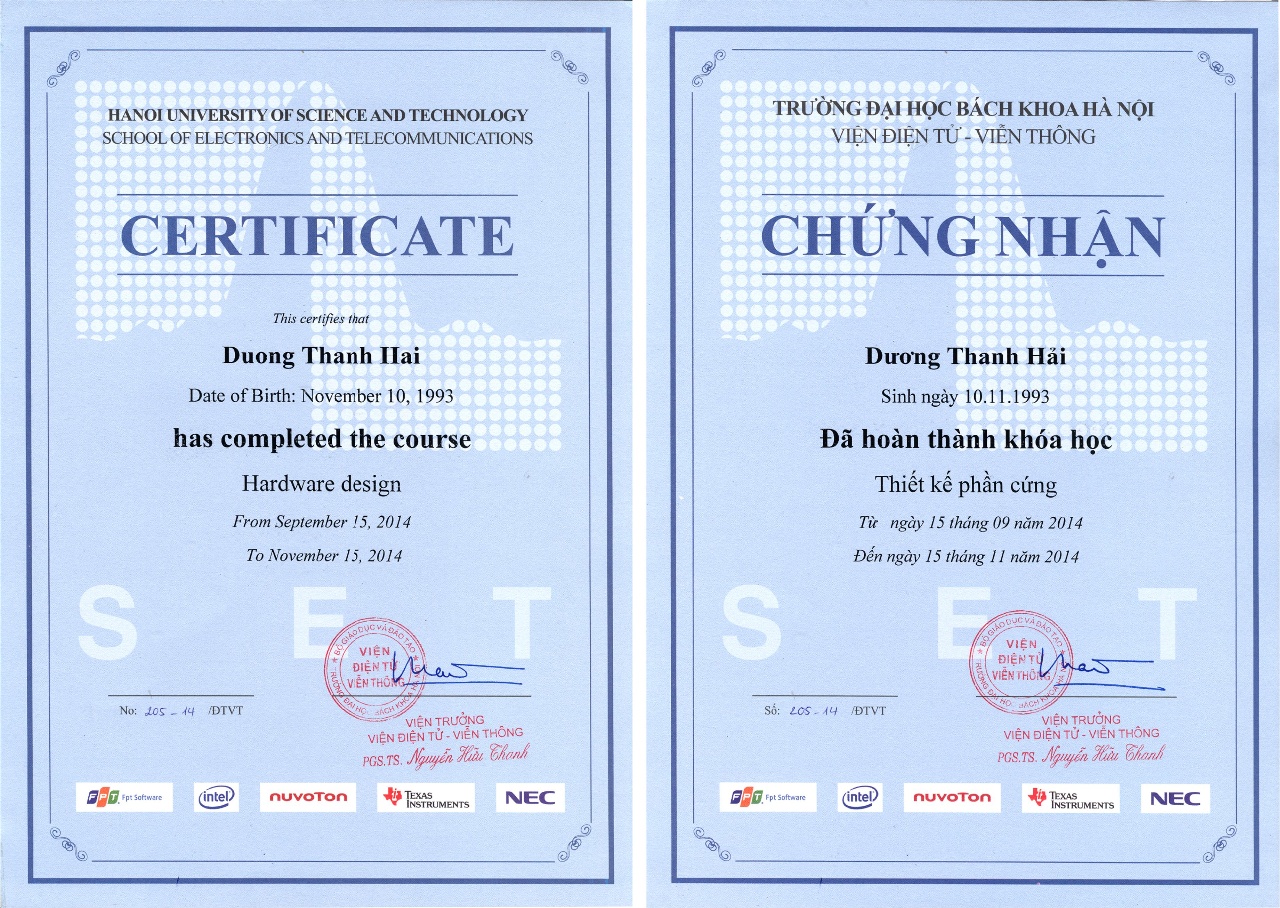 HANOI UNIVERSITY OF SCIENCE AND TECHNOLOGY
SCHOOL OF ELECTRONICS AND TELECOMMUNICATIONS
CERTIFICATE
This certifies that
Duong Thanh Hai
Date of Birth: November 10, 1993
has completed the course
Hardware design
From September 15, 2014
To November 15, 2014
S E T
BỘ GIÁO DỤC VÀ ĐÀO TẠO
VIỆN
ĐIỆN TỬ
VIỄN THÔNG
TRƯỜNG ĐẠI HỌC BÁCH KHOA HÀ NỘI
No: 205 - 14 /ĐTVT
VIỆN TRƯỞNG
VIỆN ĐIỆN TỬ - VIỄN THÔNG
PGS.TS. Nguyễn Hữu Thanh
FPT Fpt Software intel nuvoTon TEXAS INSTRUMENTS NEC
TRƯỜNG ĐẠI HỌC BÁCH KHOA HÀ NỘI
VIỆN ĐIỆN TỬ - VIỄN THÔNG
CHỨNG NHẬN
Dương Thanh Hải
Sinh ngày 10.11.1993
Đã hoàn thành khóa học
Thiết kế phần cứng
Từ ngày 15 tháng 09 năm 2014
Đến ngày 15 tháng 11 năm 2014
S E T
BỘ GIÁO DỤC VÀ ĐÀO TẠO
VIỆN
ĐIỆN TỬ
VIỄN THÔNG
TRƯỜNG ĐẠI HỌC BÁCH KHOA HÀ NỘI
Số: 205 - 14 /ĐTVT
VIỆN TRƯỞNG
VIỆN ĐIỆN TỬ - VIỄN THÔNG
PGS.TS. Nguyễn Hữu Thanh
FPT Fpt Software intel nuvoTon TEXAS INSTRUMENTS NEC